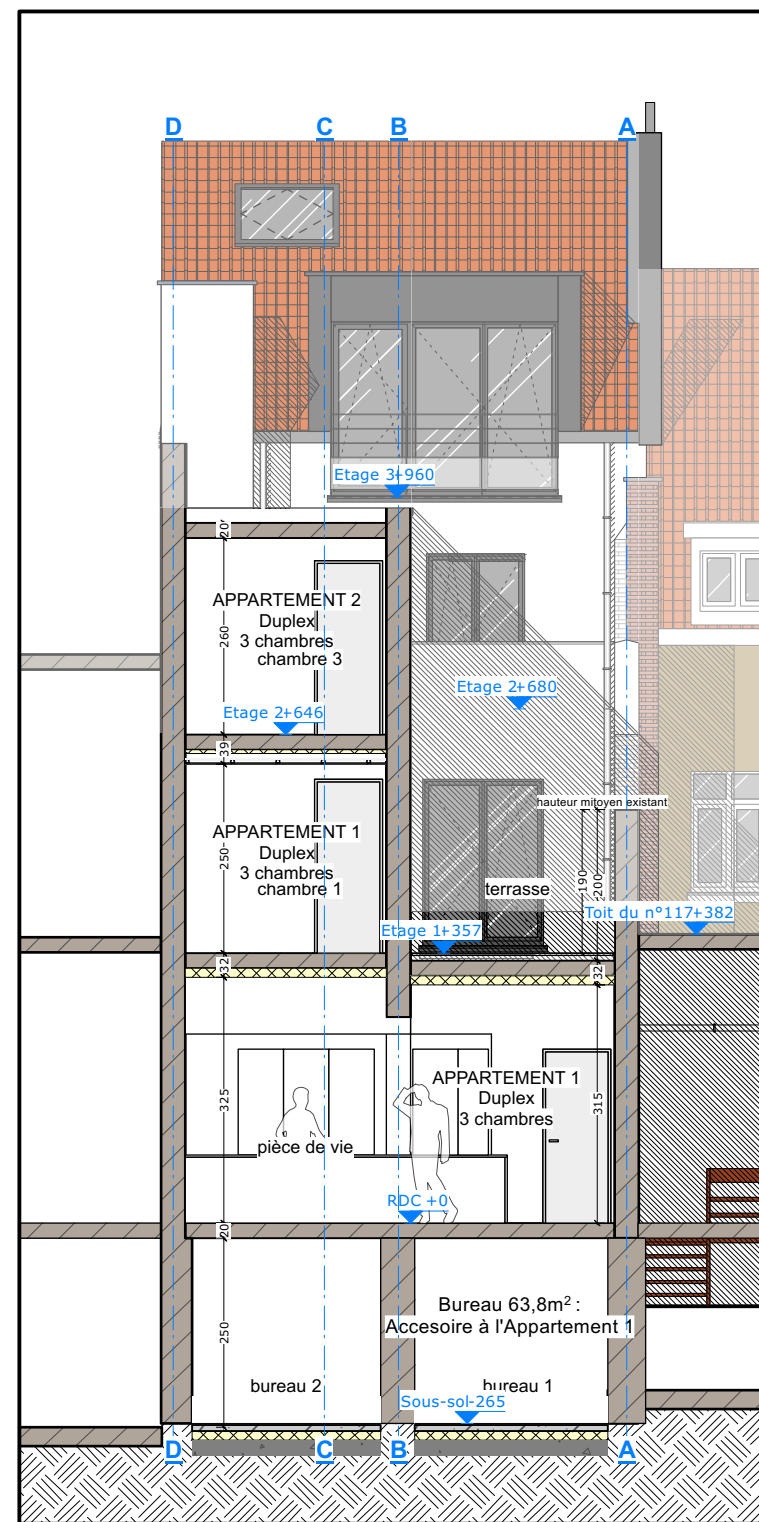 D C B A
Etage 3+960
20
APPARTEMENT 2
Duplex
3 chambres
chambre 3
260
Etage 2+680
Etage 2+646
39
APPARTEMENT 1
Duplex
3 chambres
chambre 1
250
hauteur mitoyen existant
190
200
terrasse
Toit du nº117+382
Etage 1+357
32
32
APPARTEMENT 1
Duplex
3 chambres
325
315
pièce de vie
RDC +0
20
Bureau 63,8m² :
Accesoire à l'Appartement 1
250
bureau 2
bureau 1
Sous-sol-265
D C B A